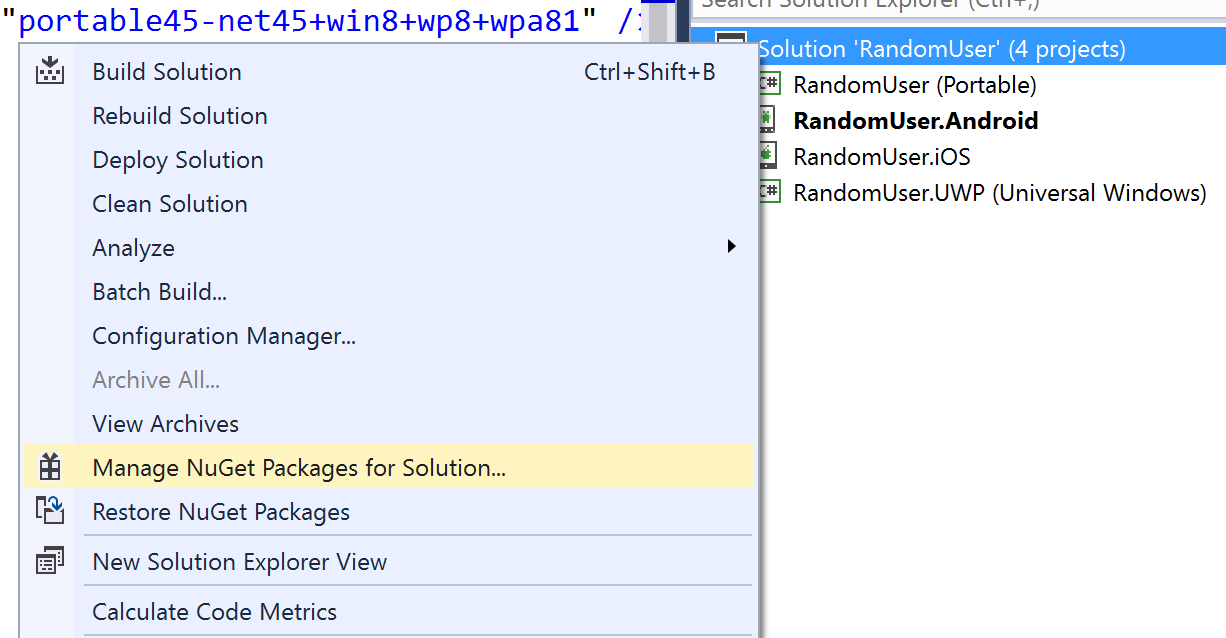 "portable45-net45+win8+wp8+wpa81" />
Search Solution Explorer (Ctrl+;)
Solution 'RandomUser' (4 projects)
C# RandomUser (Portable)
RandomUser.Android
RandomUser.iOS
C# RandomUser.UWP (Universal Windows)
Build Solution Ctrl+Shift+B
Rebuild Solution
Deploy Solution
Clean Solution
Analyze
Batch Build...
Configuration Manager...
Archive All...
View Archives
Manage NuGet Packages for Solution...
Restore NuGet Packages
New Solution Explorer View
Calculate Code Metrics